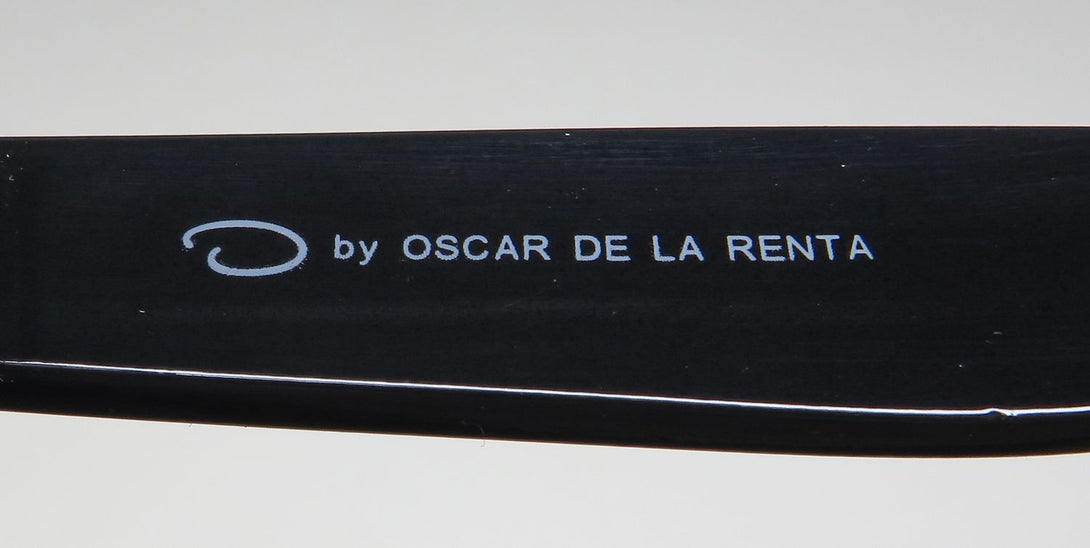 O by OSCAR DE LA RENTA